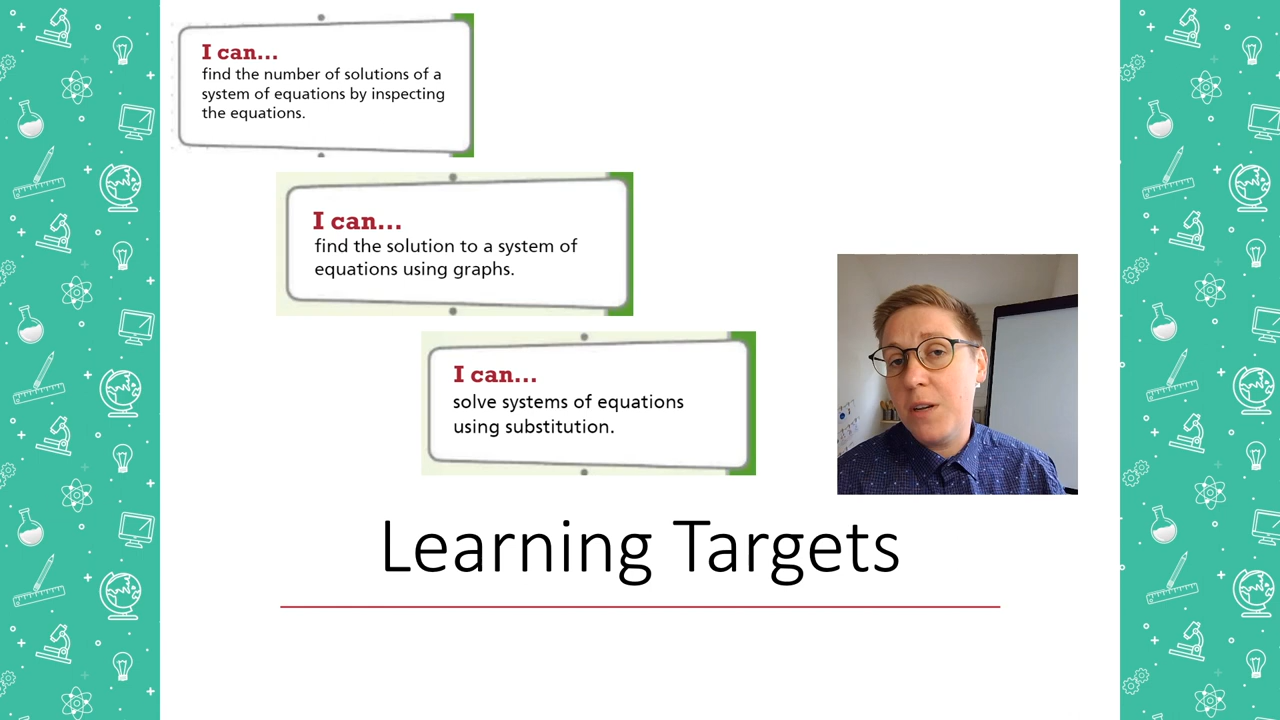 I can...
find the number of solutions of a
system of equations by inspecting
the equations.
I can...
find the solution to a system of
equations using graphs.
I can...
solve systems of equations
using substitution.
Learning Targets